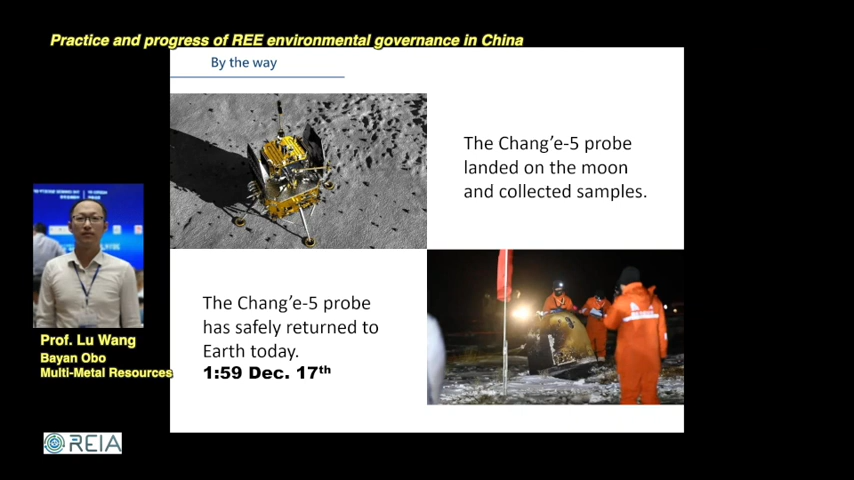 Practice and progress of REE environmental governance in China
By the way
The Chang’e-5 probe
landed on the moon
and collected samples.
The Chang’e-5 probe
has safely returned to
Earth today.
1:59 Dec. 17th
Prof. Lu Wang
Bayan Obo
Multi-Metal Resources
REIA